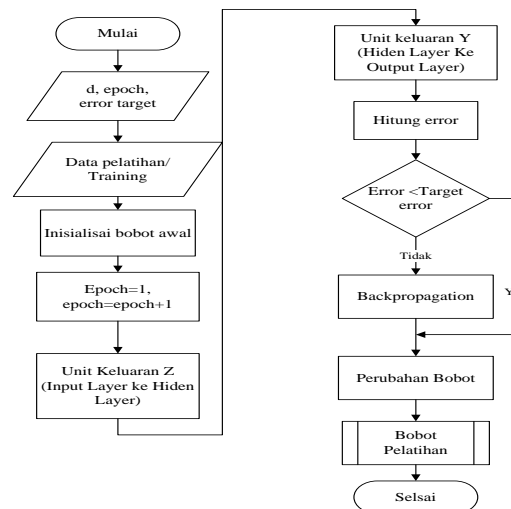 Mulai
d, epoch,
error target
Data pelatihan/
Training
Inisialisai bobot awal
Epoch=1,
epoch=epoch+1
Unit Keluaran Z
(Input Layer ke Hiden
Layer)
Unit keluaran Y
(Hiden Layer Ke
Output Layer)
Hitung error
Error <Target
error
Tidak
Y
Backpropagation
Perubahan Bobot
Bobot
Pelatihan
Selsai